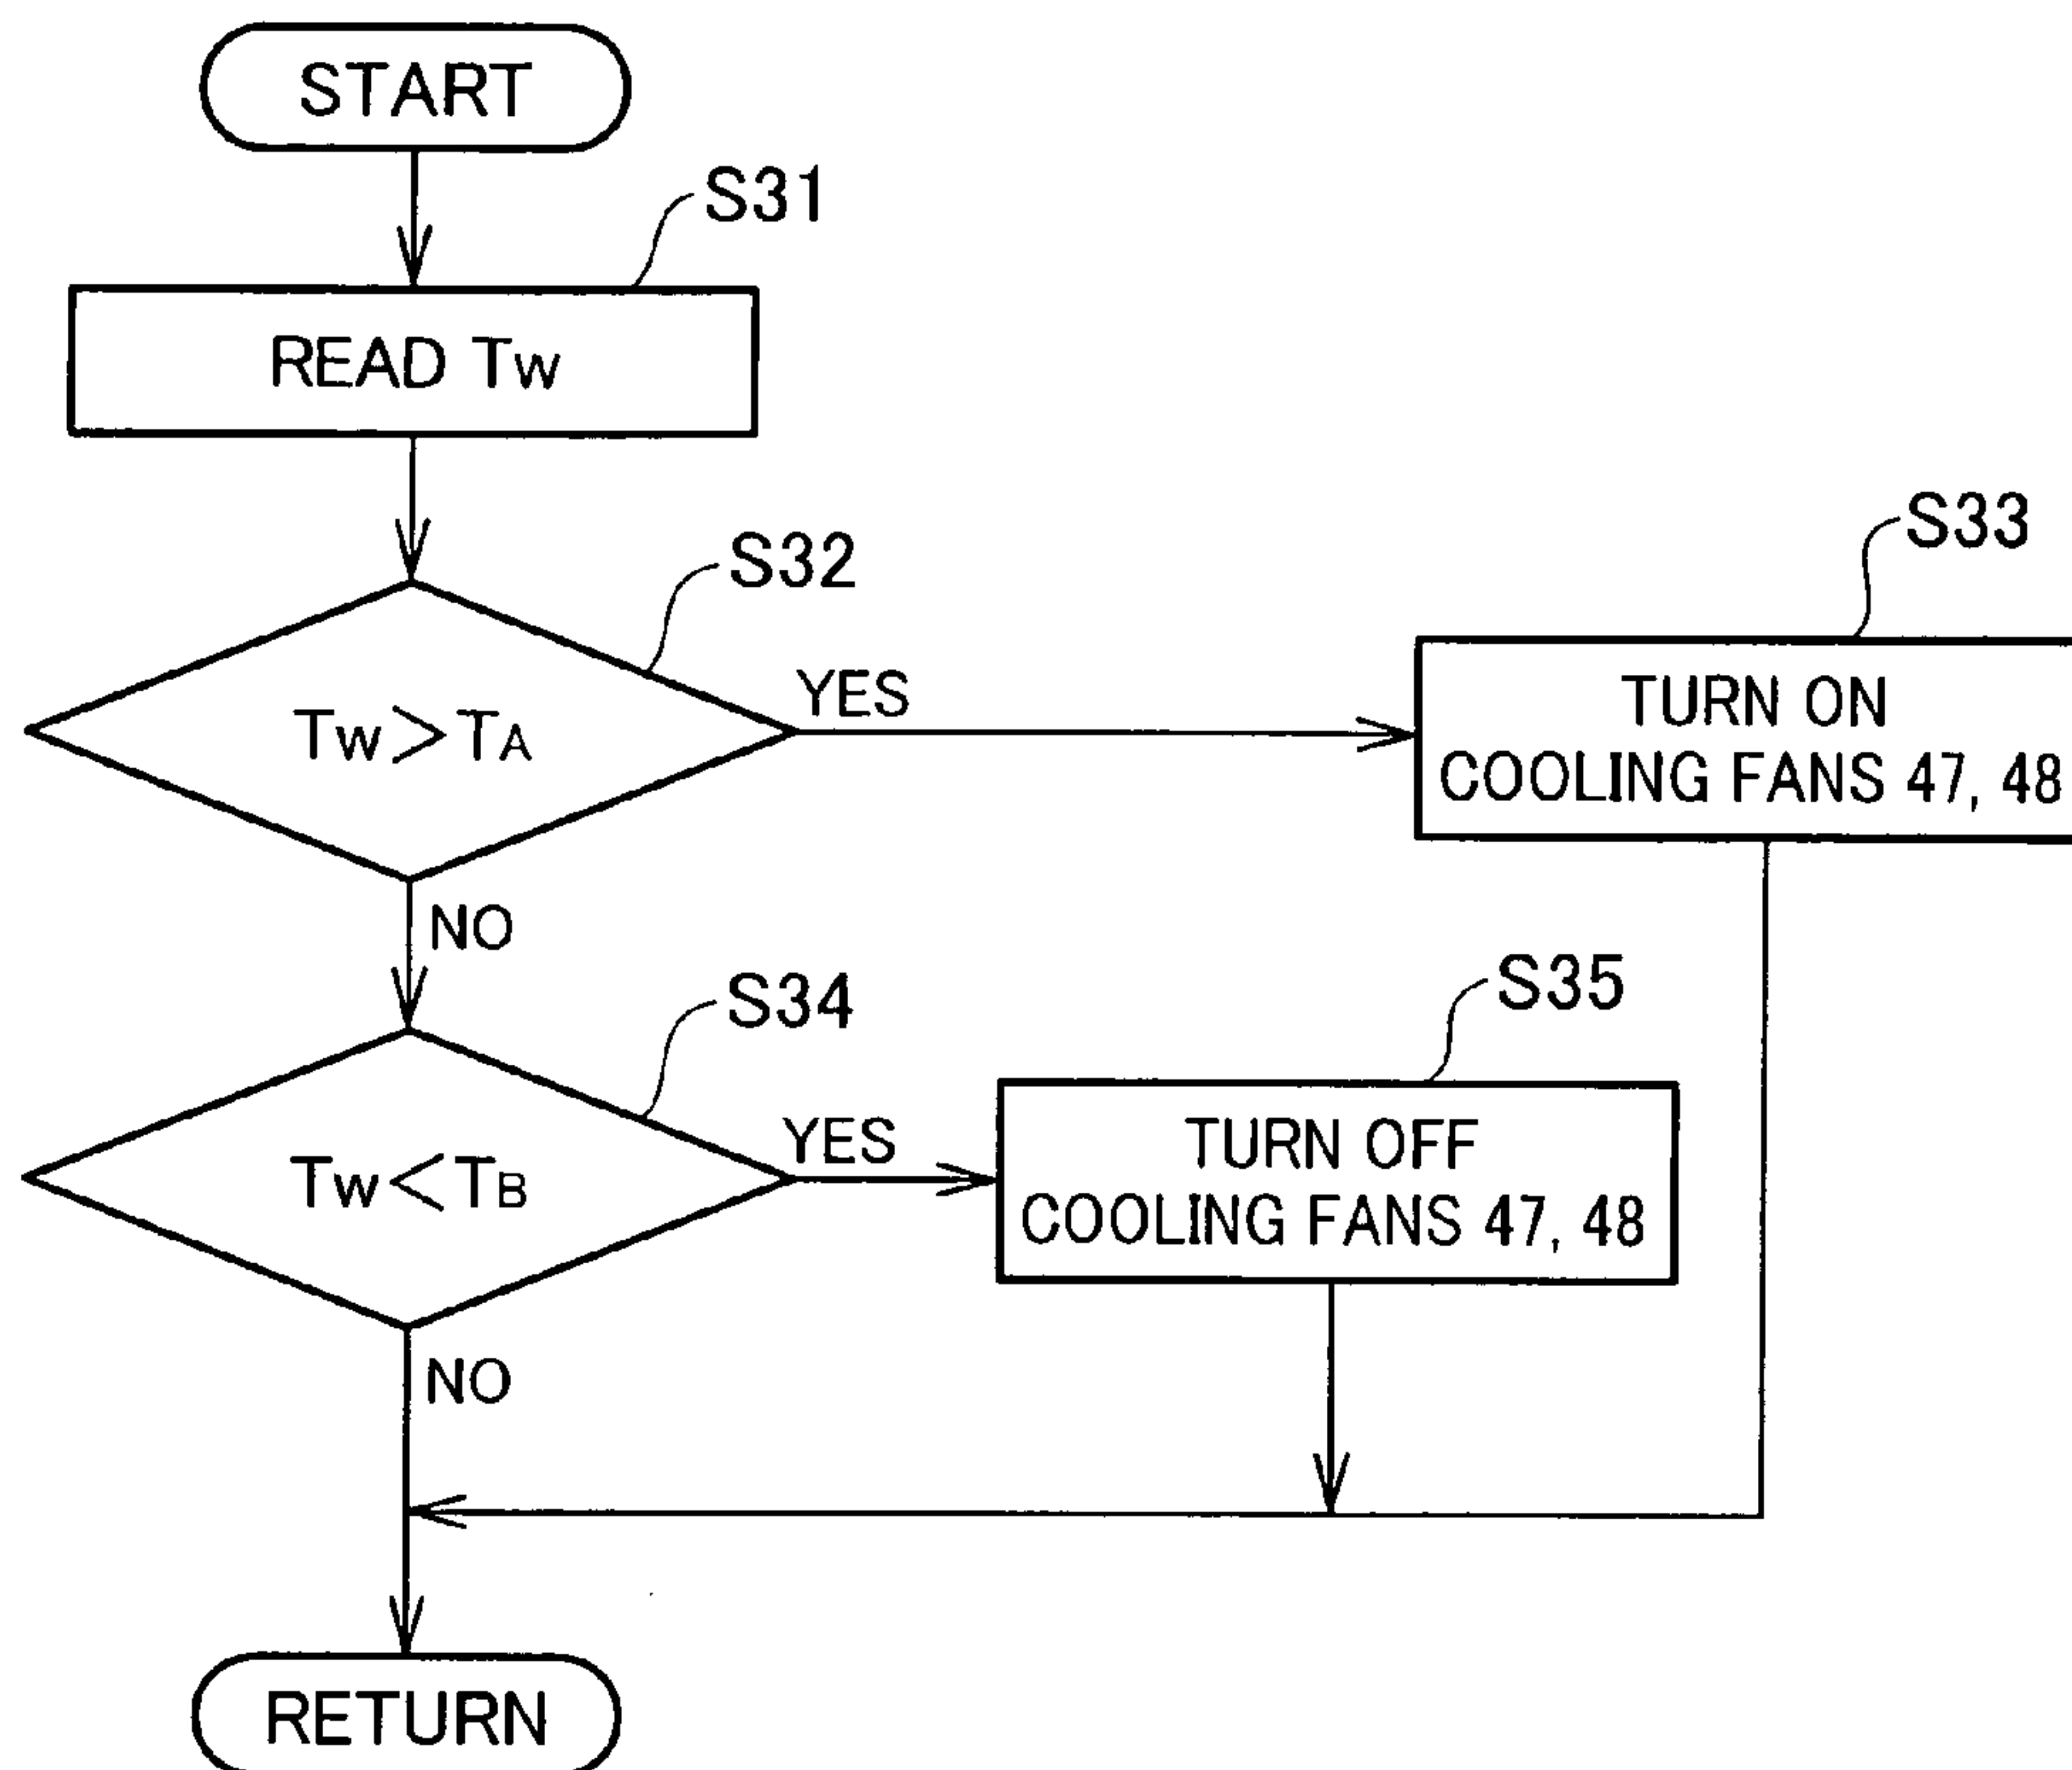 START
S31
READ Tw
S32
S33
Tw>TA
YES
TURN ON
COOLING FANS 47, 48
NO
S34
S35
Tw<TB
YES
TURN OFF
COOLING FANS 47, 48
NO
RETURN